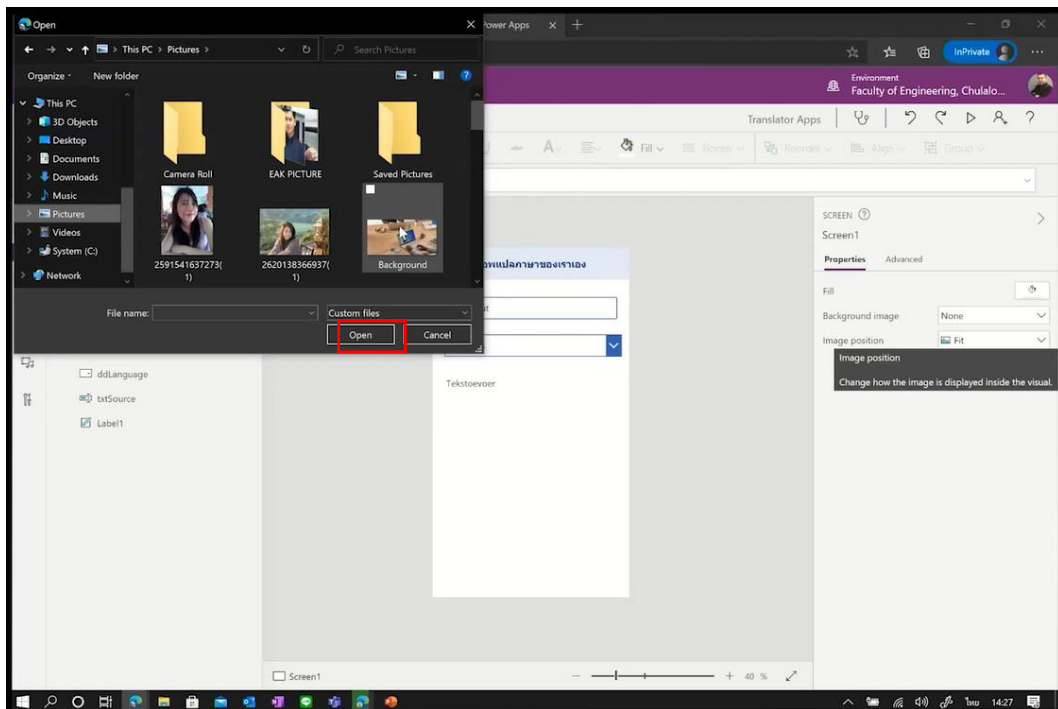 Open
Power Apps
This PC > Pictures >
Search Pictures
InPrivate
Organize
New folder
Environment
Faculty of Engineering, Chulalo...
This PC
3D Objects
Desktop
Documents
Downloads
Music
Pictures
Videos
System (C:)
Network
Camera Roll
EAK PICTURE
Saved Pictures
2591541637273(
1)
2620138366937(
1)
Background
File name:
Custom files
Open
Cancel
Translator Apps
Fill
Border
Reorder
Align
Group
SCREEN
Screen1
Properties
Advanced
Fill
Background image
None
Image position
Fit
Image position
Change how the image is displayed inside the visual.
อพแปลภาษาของเราเอง
Tekstoevoer
ddLanguage
txtSource
Label1
Screen1
40 %
ไทย
14:27